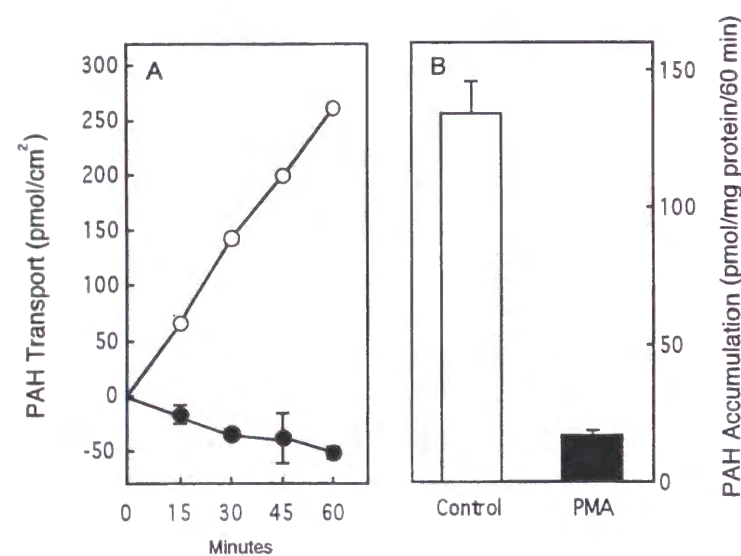 A
PAH Transport (pmol/cm²)
300
250
200
150
100
50
0
-50
0 15 30 45 60
Minutes
B
150
100
50
0
PAH Accumulation (pmol/mg protein/60 min)
Control PMA